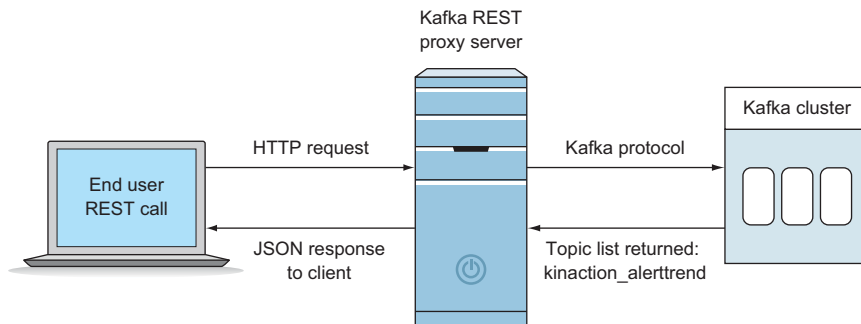 Kafka REST
proxy server
Kafka cluster
HTTP request
Kafka protocol
End user
REST call
JSON response
to client
Topic list returned:
kinaction_alerttrend